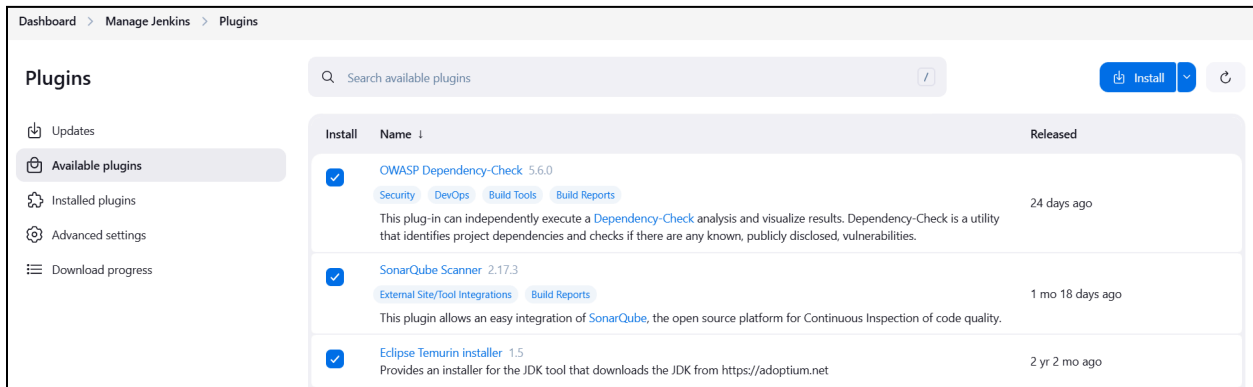 Dashboard > Manage Jenkins > Plugins
Plugins
Search available plugins /
Install
Updates
Available plugins
Installed plugins
Advanced settings
Download progress
Install Name ↓ Released
OWASP Dependency-Check 5.6.0
Security DevOps Build Tools Build Reports
This plug-in can independently execute a Dependency-Check analysis and visualize results. Dependency-Check is a utility
that identifies project dependencies and checks if there are any known, publicly disclosed, vulnerabilities.
24 days ago
SonarQube Scanner 2.17.3
External Site/Tool Integrations Build Reports
This plugin allows an easy integration of SonarQube, the open source platform for Continuous Inspection of code quality.
1 mo 18 days ago
Eclipse Temurin installer 1.5
Provides an installer for the JDK tool that downloads the JDK from https://adoptium.net
2 yr 2 mo ago